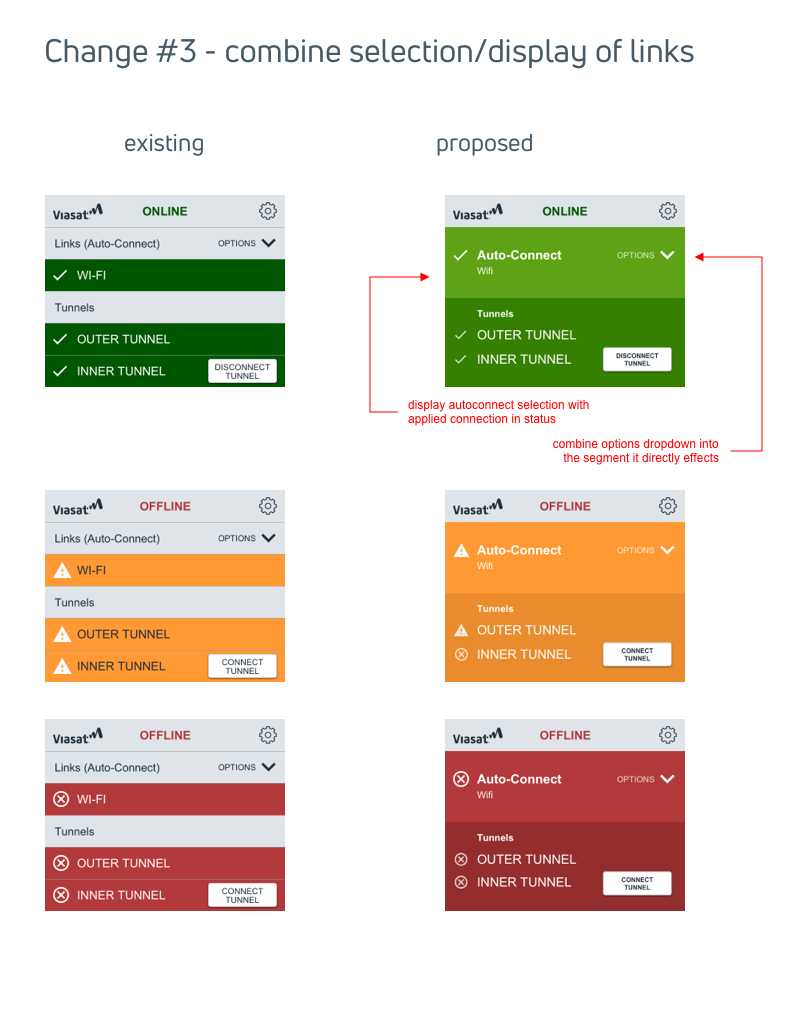 Change #3 - combine selection/display of links
existing
proposed
Viasat
ONLINE
Links (Auto-Connect)
OPTIONS
WI-FI
Tunnels
OUTER TUNNEL
INNER TUNNEL
DISCONNECT
TUNNEL
Viasat
ONLINE
Auto-Connect
OPTIONS
Wifi
Tunnels
OUTER TUNNEL
INNER TUNNEL
DISCONNECT
TUNNEL
display autoconnect selection with
applied connection in status
combine options dropdown into
the segment it directly effects
Viasat
OFFLINE
Links (Auto-Connect)
OPTIONS
WI-FI
Tunnels
OUTER TUNNEL
INNER TUNNEL
CONNECT
TUNNEL
Viasat
OFFLINE
Auto-Connect
OPTIONS
Wifi
Tunnels
OUTER TUNNEL
INNER TUNNEL
CONNECT
TUNNEL
Viasat
OFFLINE
Links (Auto-Connect)
OPTIONS
WI-FI
Tunnels
OUTER TUNNEL
INNER TUNNEL
CONNECT
TUNNEL
Viasat
OFFLINE
Auto-Connect
OPTIONS
Wifi
Tunnels
OUTER TUNNEL
INNER TUNNEL
CONNECT
TUNNEL